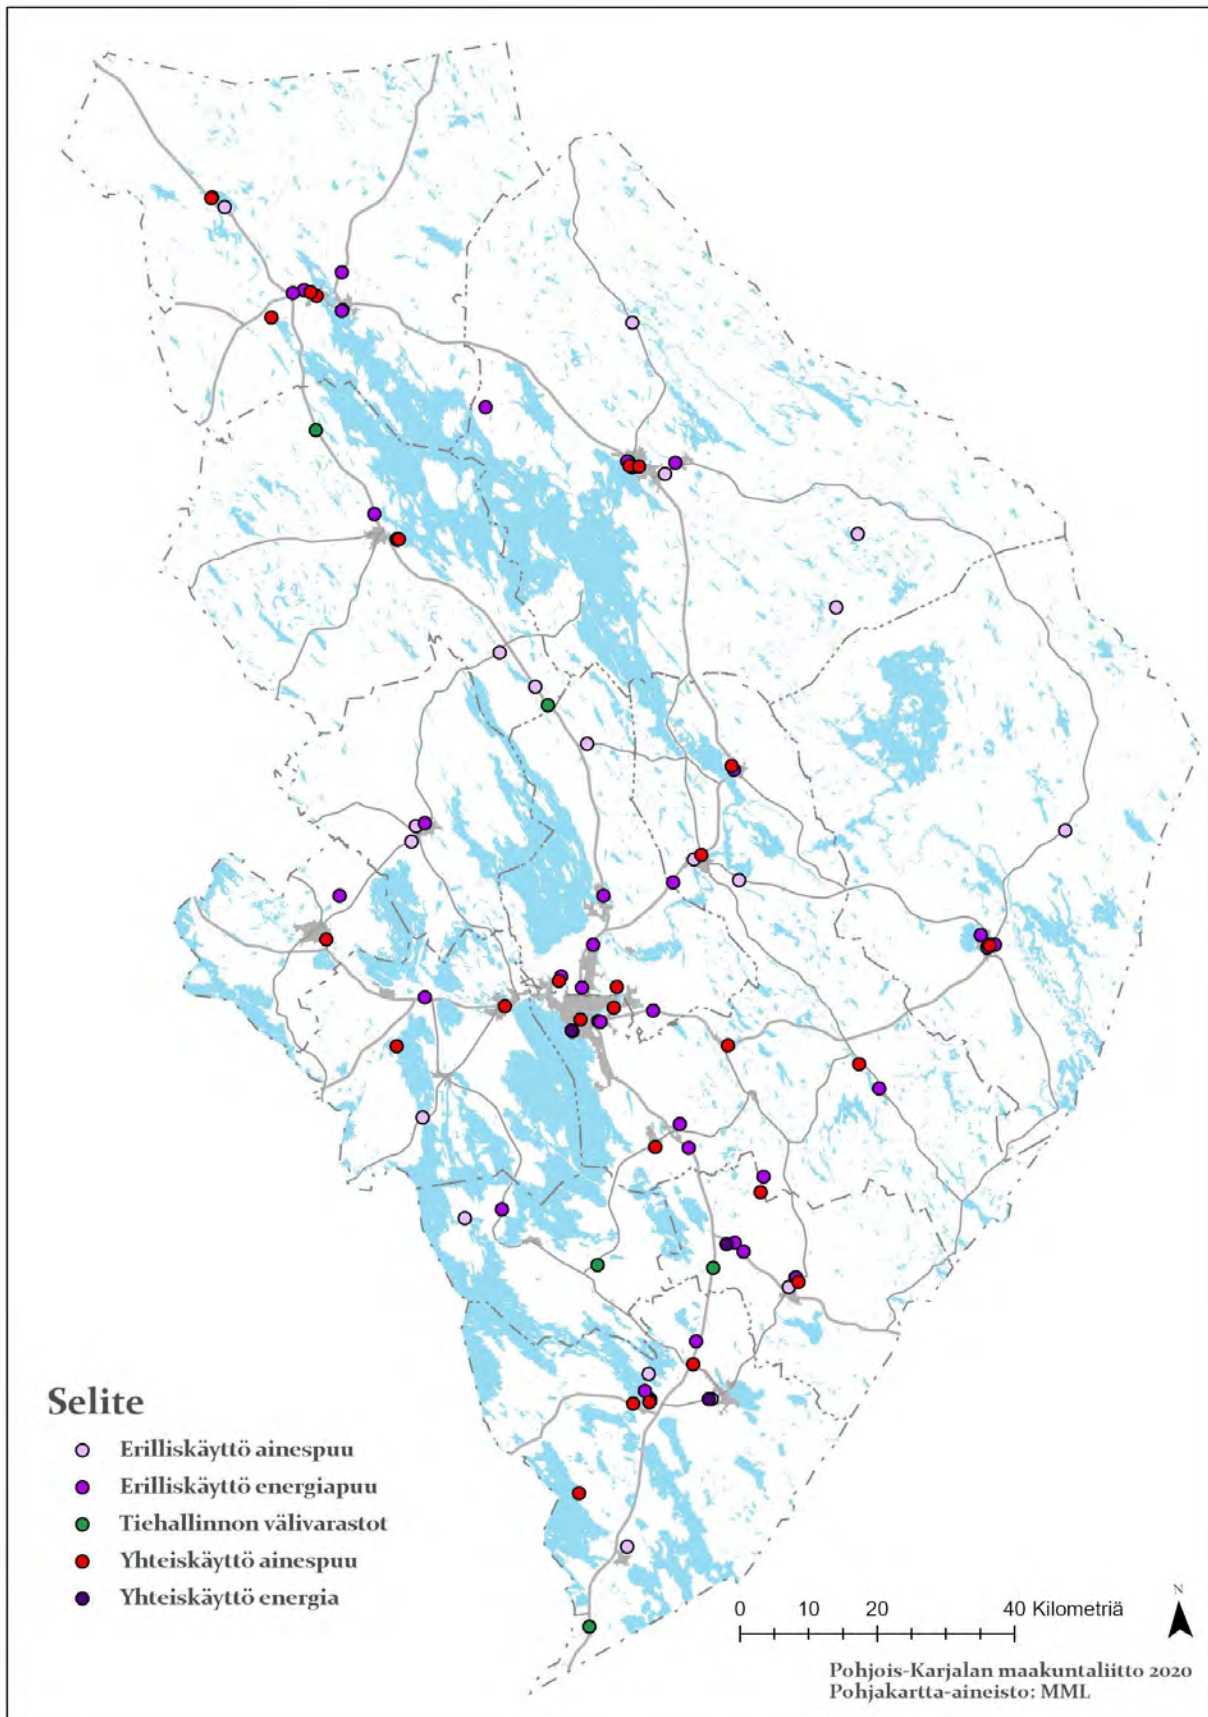 Selite
Erilliskäyttö ainespuu
Erilliskäyttö energiapuu
Tiehallinnon välivarastot
Yhteiskäyttö ainespuu
Yhteiskäyttö energia
N
0 10 20 40 Kilometriä
Pohjois-Karjalan maakuntaliitto 2020
Pohjakartta-aineisto: MML